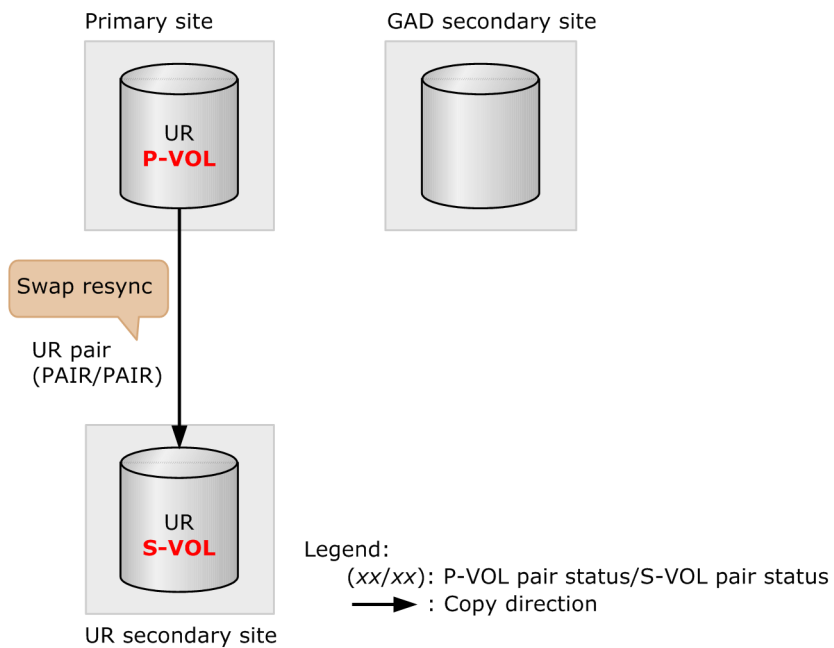 Primary site
GAD secondary site
UR
P-VOL
Swap resync
UR pair
(PAIR/PAIR)
UR
S-VOL
Legend:
(xx/xx): P-VOL pair status/S-VOL pair status
: Copy direction
UR secondary site